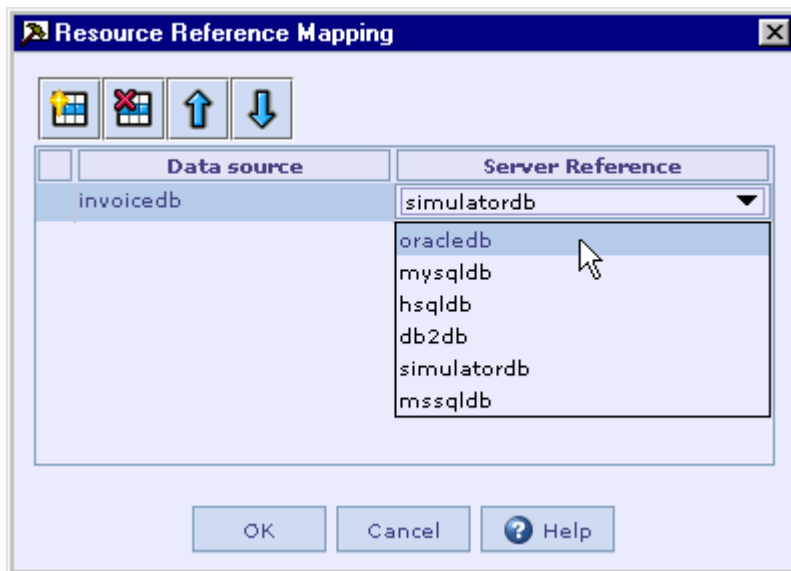 Resource Reference Mapping
Data source Server Reference
invoicedb simulatordb
oracledb
mysqldb
hsqldb
db2db
simulatordb
mssqldb
OK Cancel Help